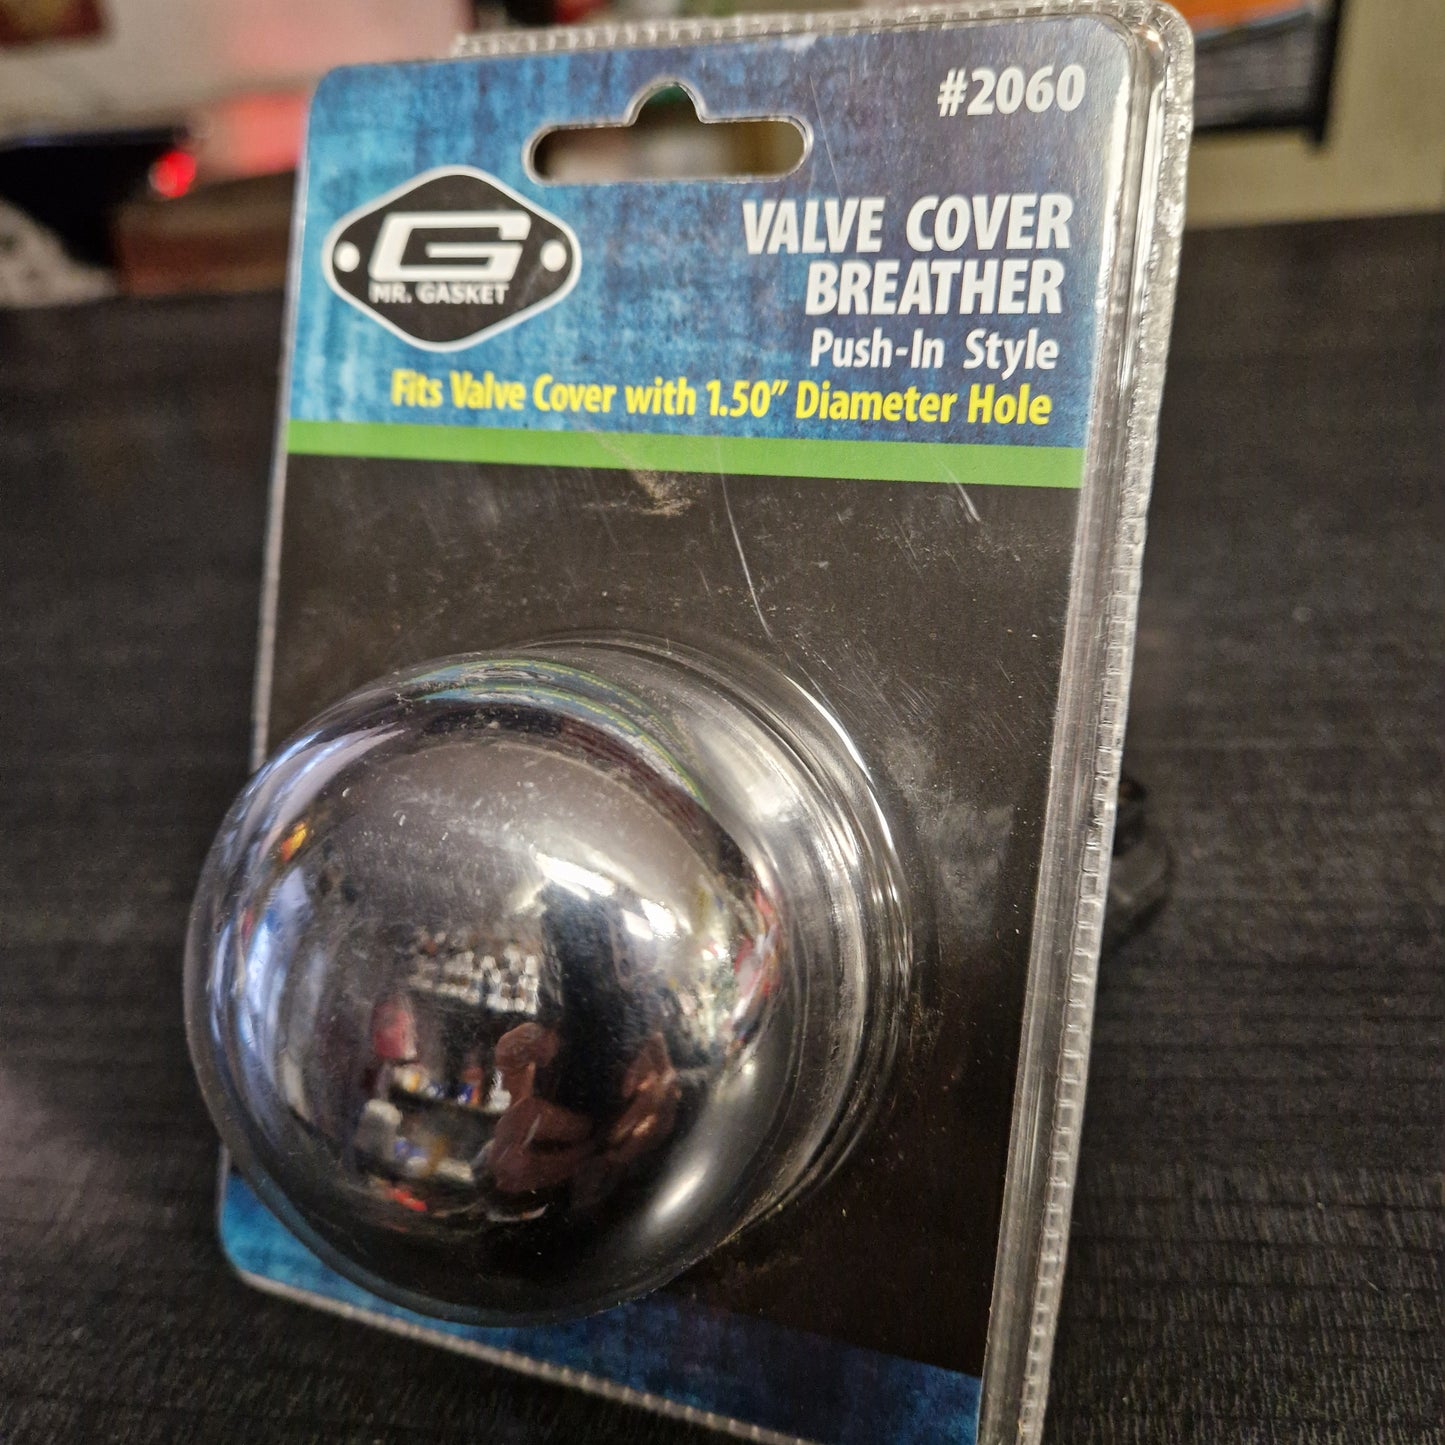 #2060
G
MR. GASKET
VALVE COVER
BREATHER
Push-In Style
Fits Valve Cover with 1.50" Diameter Hole